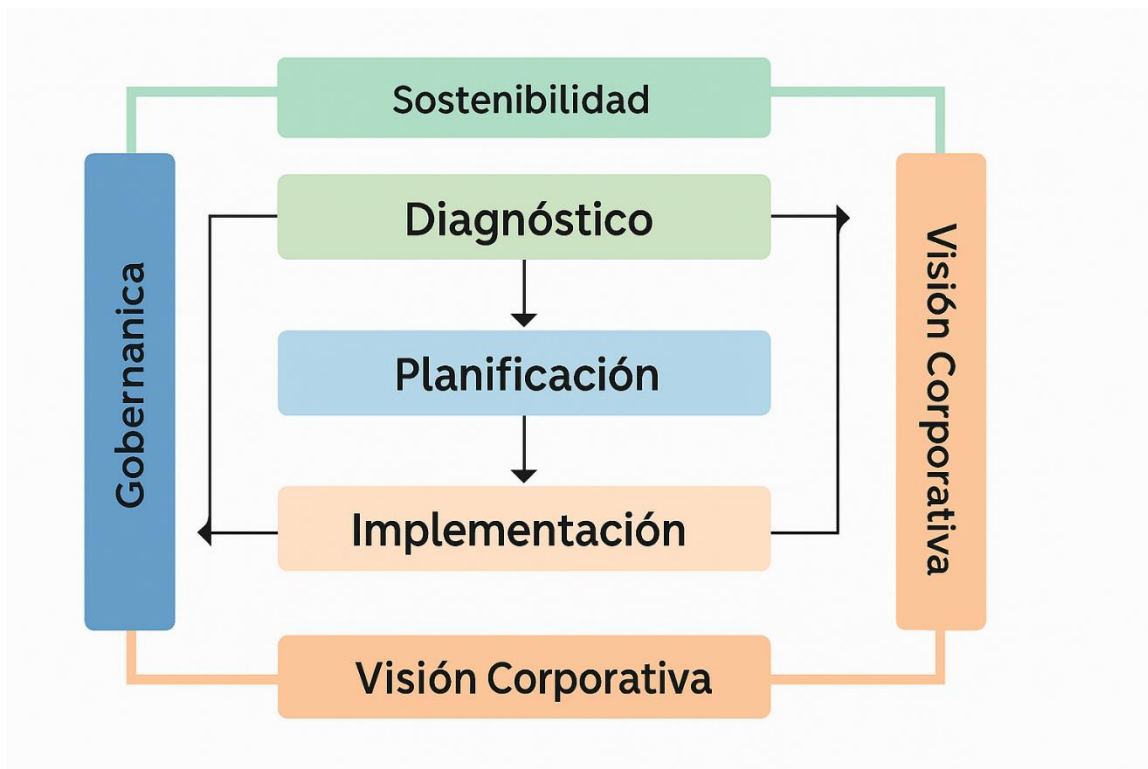 Sostenibilidad
Diagnóstico
Gobernanica
Visión Corporativa
Planificación
Implementación
Visión Corporativa